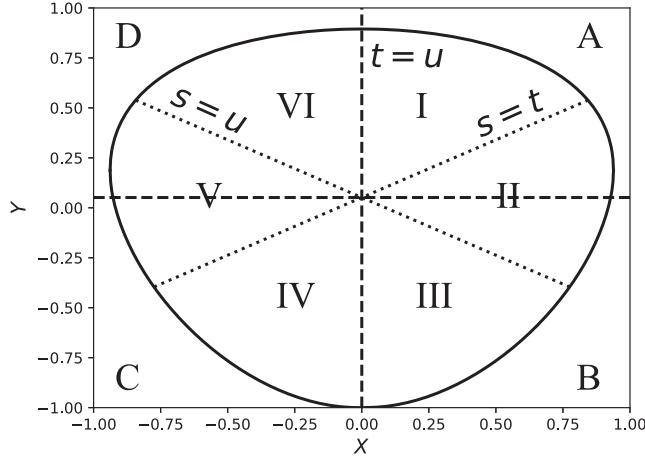 1.00
D
A
0.75
t = u
s = u
VI
I
s = t
0.50
0.25
Y
V
II
0.00
−0.25
IV
III
−0.50
−0.75
C
B
−1.00
−1.00 −0.75 −0.50 −0.25 0.00 0.25 0.50 0.75 1.00
X